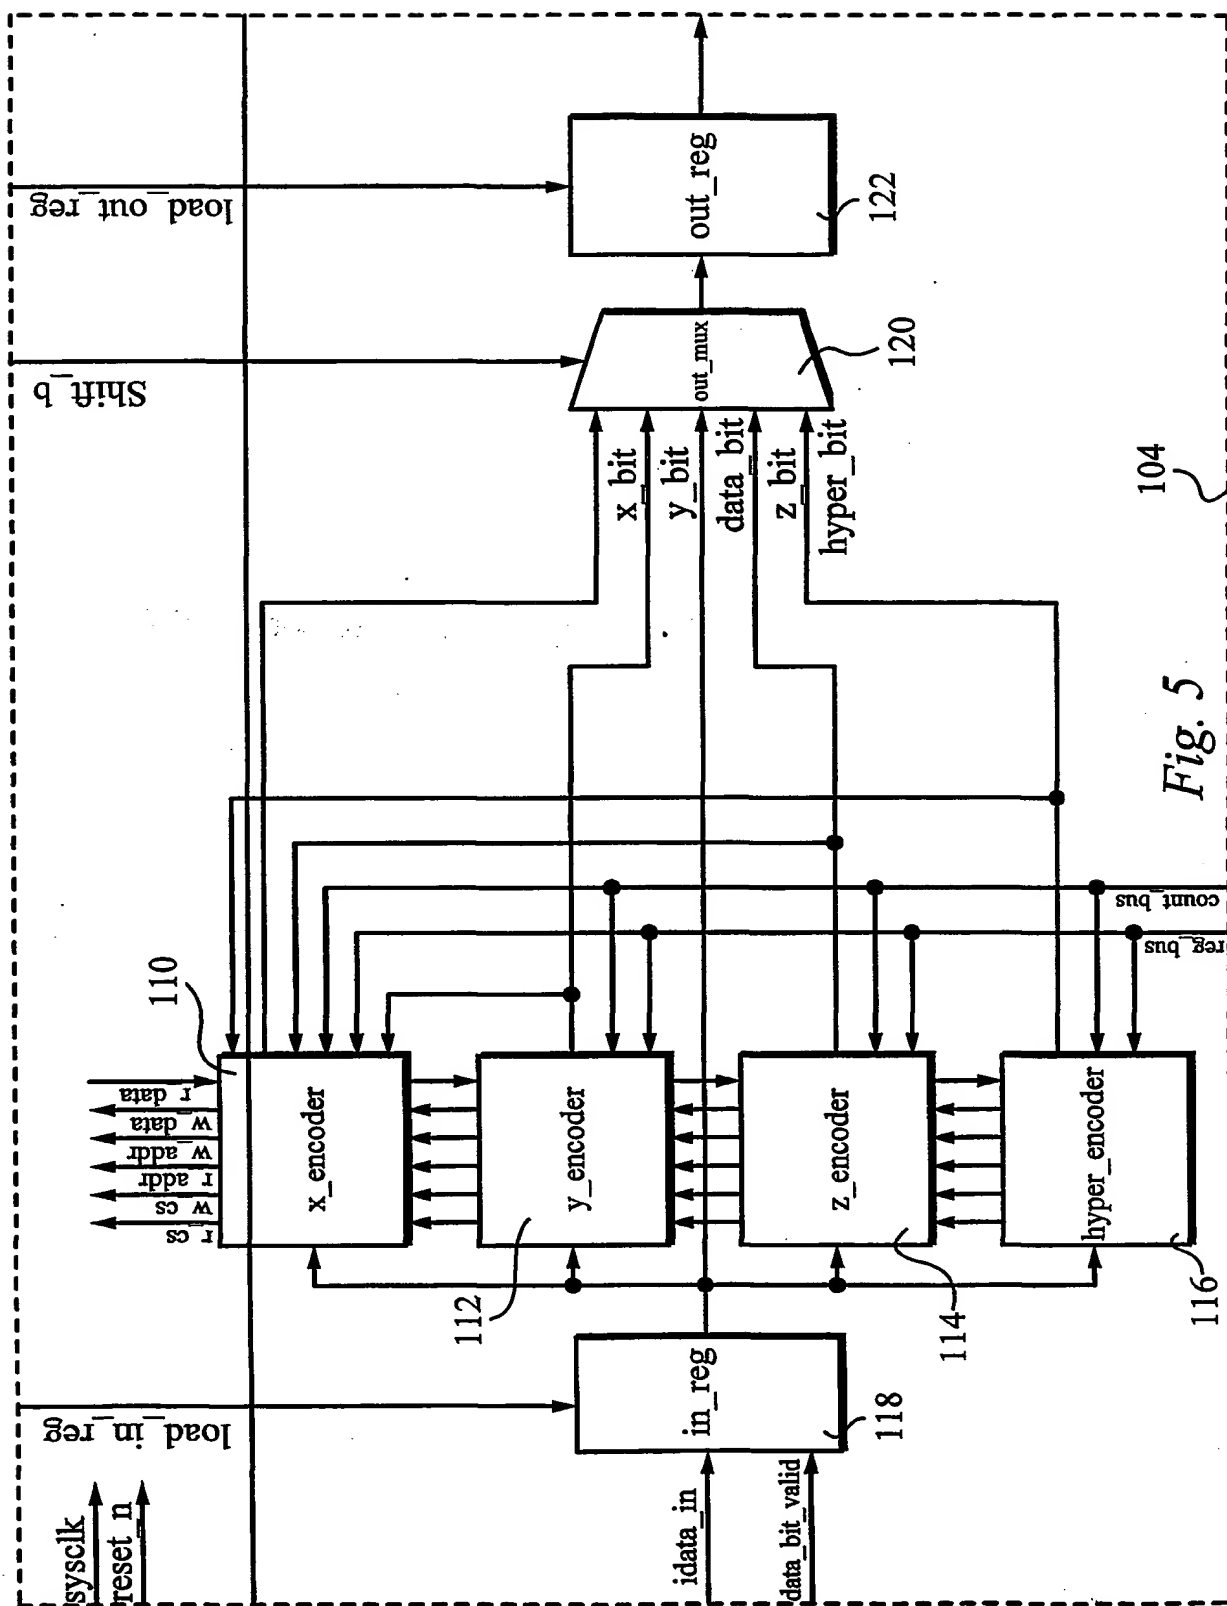 sysclk
reset_n
load_in_reg
Shift_b
load_out_reg
r_cs
w_cs
r_addr
w_addr
w_data
r_data
110
x_encoder
x_bit
112
y_encoder
y_bit
idata_in
in_reg
out_mux
out_reg
data_bit_valid
data_bit
118
114
z_encoder
z_bit
120
122
hyper_bit
116
hyper_encoder
reg_bus
count_bus
Fig. 5
104